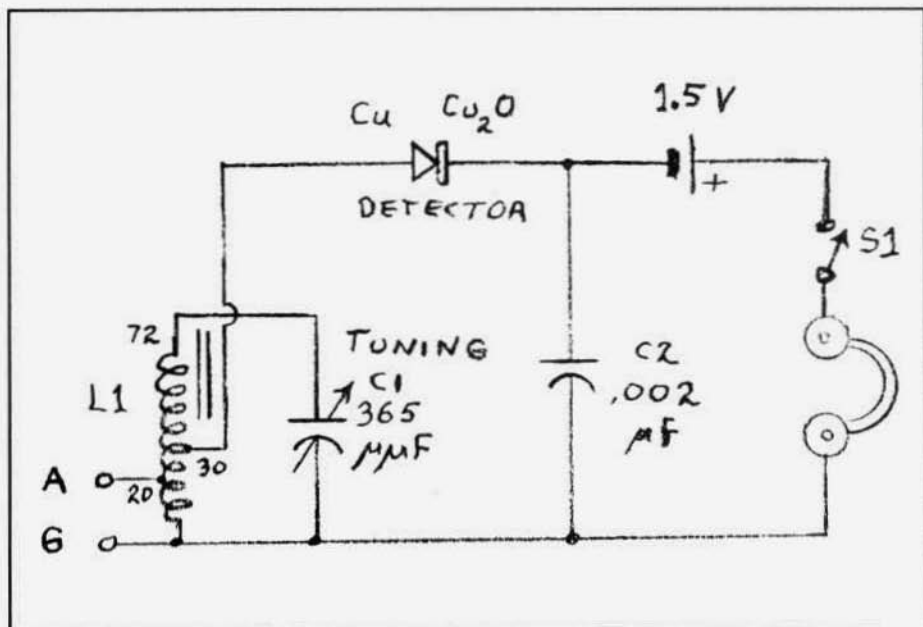 Cu Cu₂O
1.5 V
+
DETECTOR
S1
72
TUNING
C1
365
µµF
L1
30
20
C2
.002
µF
A
G